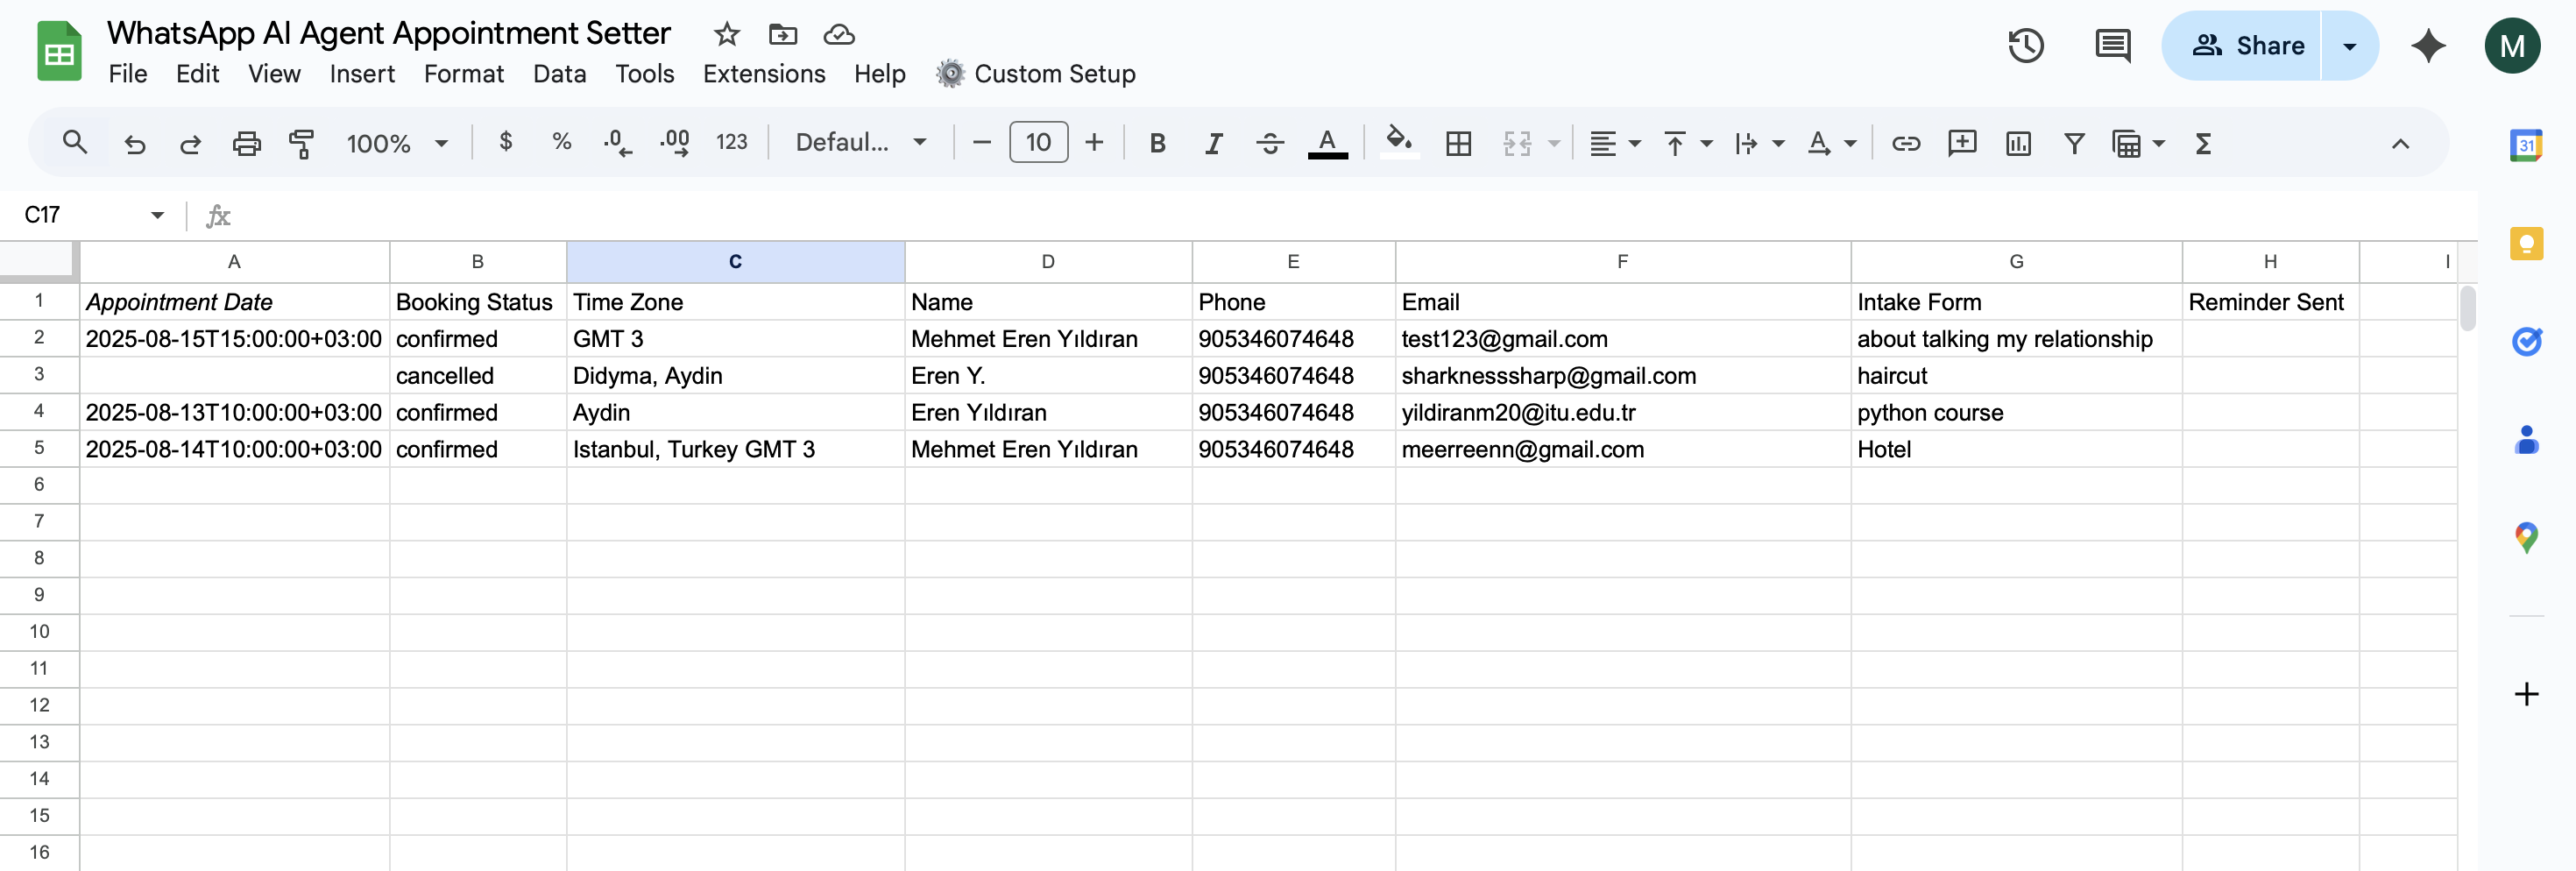 WhatsApp AI Agent Appointment Setter
File Edit View Insert Format Data Tools Extensions Help Custom Setup
Share
M
100% $ % .0 .00 123 Defaul... 10 B I S A A Σ
31
C17 fx
A B C D E F G H I
1 Appointment Date Booking Status Time Zone Name Phone Email Intake Form Reminder Sent
2 2025-08-15T15:00:00+03:00 confirmed GMT 3 Mehmet Eren Yıldıran 905346074648 test123@gmail.com about talking my relationship
3 cancelled Didyma, Aydin Eren Y. 905346074648 sharknesssharp@gmail.com haircut
4 2025-08-13T10:00:00+03:00 confirmed Aydin Eren Yıldıran 905346074648 yildiranm20@itu.edu.tr python course
5 2025-08-14T10:00:00+03:00 confirmed Istanbul, Turkey GMT 3 Mehmet Eren Yıldıran 905346074648 meerreenn@gmail.com Hotel
6
7
8
9
10
11
12
13
14
15
16